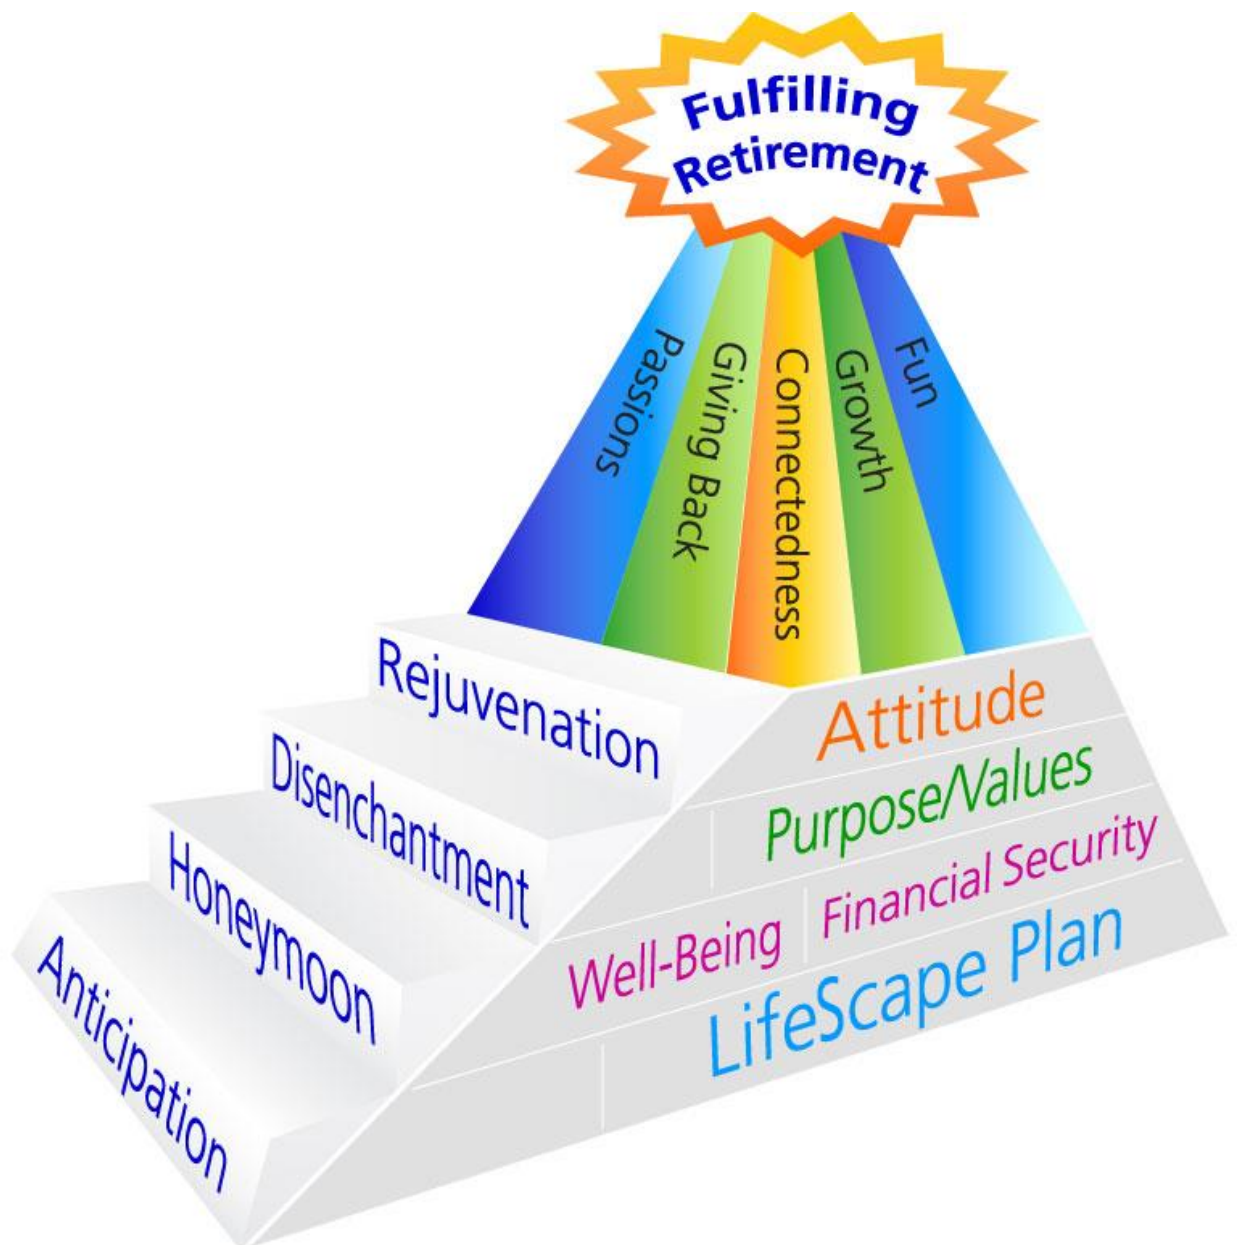 Fulfilling
Retirement
Passions
Giving Back
Connectedness
Growth
Fun
Rejuvenation
Disenchantment
Honeymoon
Anticipation
Attitude
Purpose/Values
Well-Being
Financial Security
LifeScape Plan